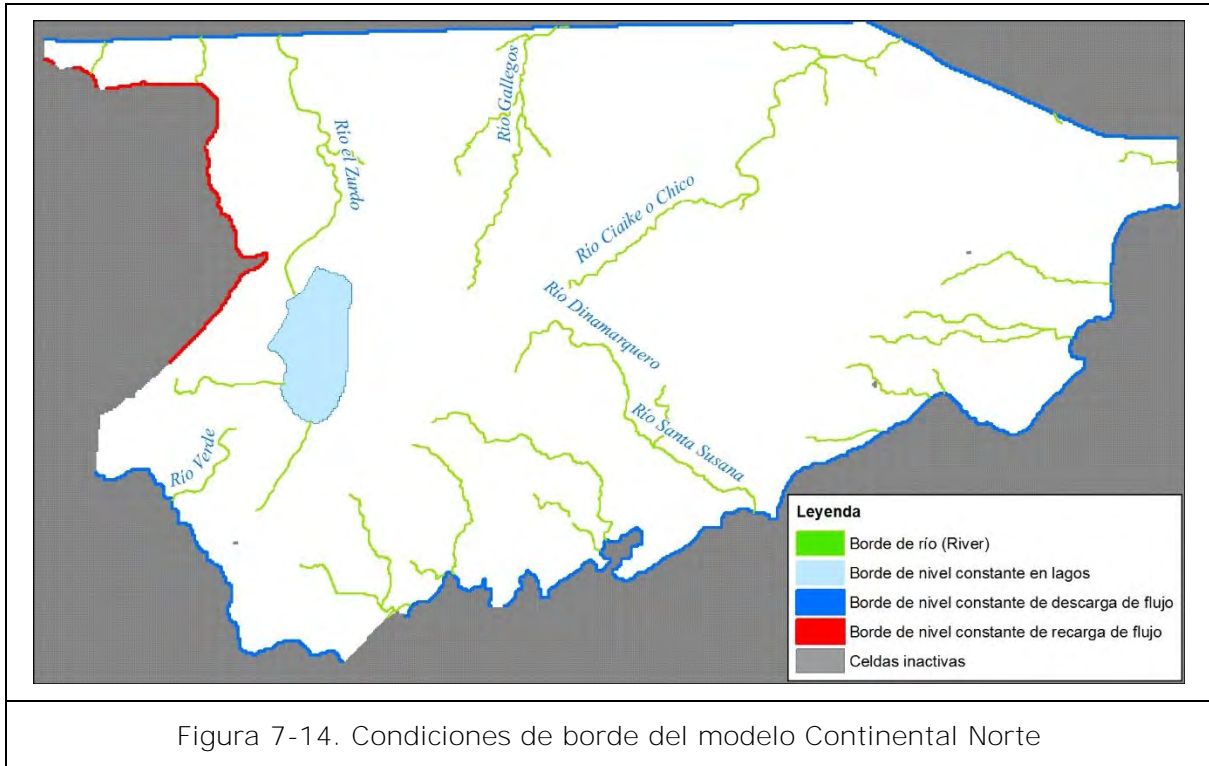 Río Gallegos
Río el Zurdo
Río Ciaike o Chico
Río Dinamarquero
Río Santa Susana
Río Verde
Leyenda
Borde de río (River)
Borde de nivel constante en lagos
Borde de nivel constante de descarga de flujo
Borde de nivel constante de recarga de flujo
Celdas inactivas
Figura 7-14. Condiciones de borde del modelo Continental Norte